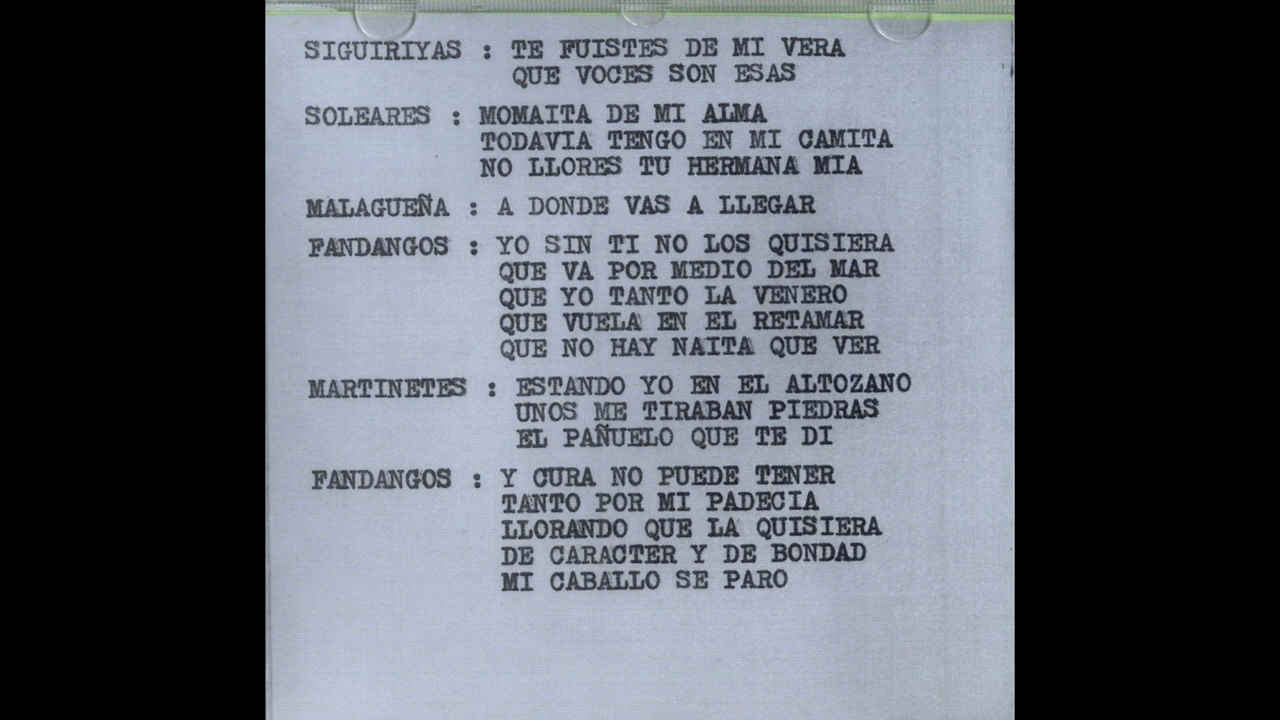 SIGUIRIYAS : TE FUISTES DE MI VERA
QUE VOCES SON ESAS
SOLEARES : MOMAITA DE MI ALMA
TODAVIA TENGO EN MI CAMITA
NO LLORES TU HERMANA MIA
MALAGUEÑA : A DONDE VAS A LLEGAR
FANDANGOS : YO SIN TI NO LOS QUISIERA
QUE VA POR MEDIO DEL MAR
QUE YO TANTO LA VENERO
QUE VUELA EN EL RETAMAR
QUE NO HAY NAITA QUE VER
MARTINETES : ESTANDO YO EN EL ALTOZANO
UNOS ME TIRABAN PIEDRAS
EL PAÑUELO QUE TE DI
FANDANGOS : Y CURA NO PUEDE TENER
TANTO POR MI PADECIA
LLORANDO QUE LA QUISIERA
DE CARACTER Y DE BONDAD
MI CABALLO SE PARO